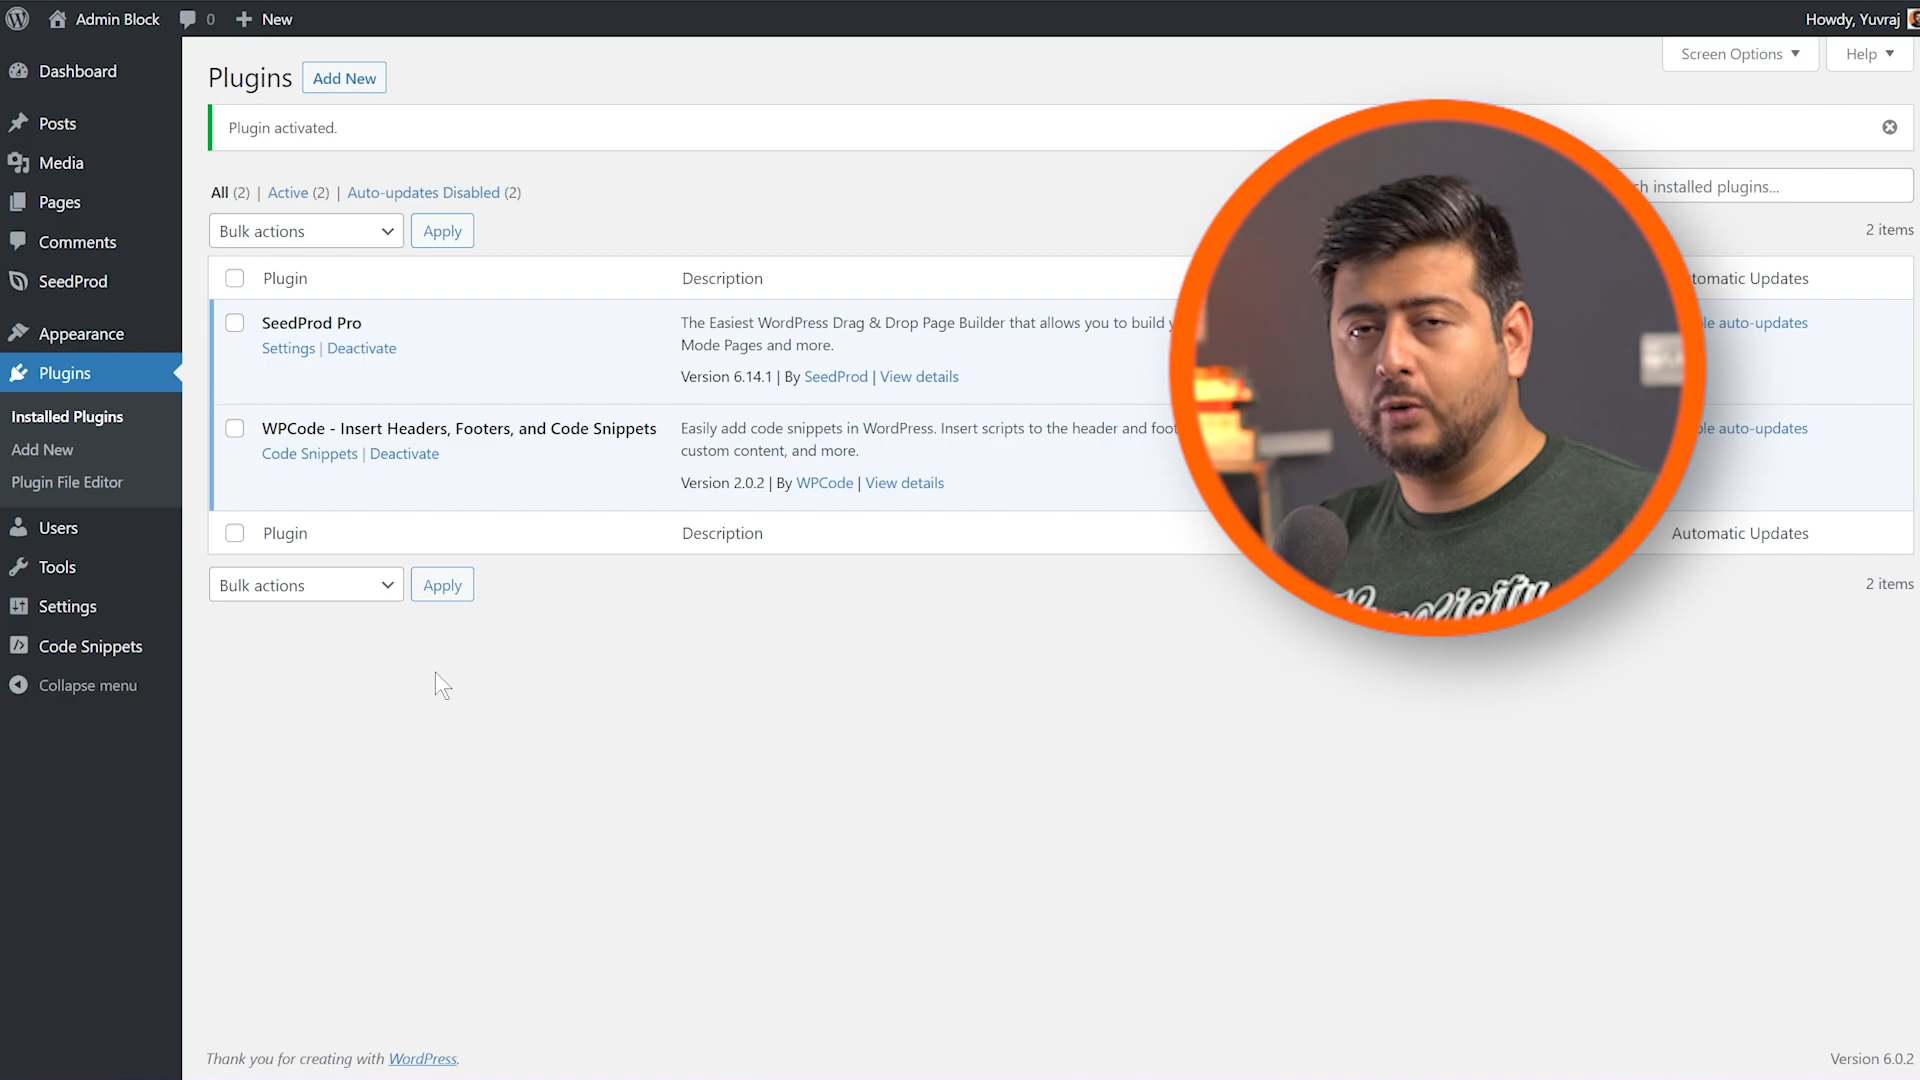 Admin Block 0 New Howdy, Yuvraj
Dashboard
Posts
Media
Pages
Comments
SeedProd
Appearance
Plugins
Installed Plugins
Add New
Plugin File Editor
Users
Tools
Settings
Code Snippets
Collapse menu
Screen Options Help
Plugins Add New
Plugin activated.
All (2) | Active (2) | Auto-updates Disabled (2)
installed plugins...
Bulk actions Apply
2 items
Plugin Description Automatic Updates
SeedProd Pro
Settings | Deactivate
The Easiest WordPress Drag & Drop Page Builder that allows you to build
Mode Pages and more.
Version 6.14.1 | By SeedProd | View details
auto-updates
WPCode - Insert Headers, Footers, and Code Snippets
Code Snippets | Deactivate
Easily add code snippets in WordPress. Insert scripts to the header and
custom content, and more.
Version 2.0.2 | By WPCode | View details
auto-updates
Plugin Description Automatic Updates
Bulk actions Apply
2 items
Thank you for creating with WordPress.
Version 6.0.2